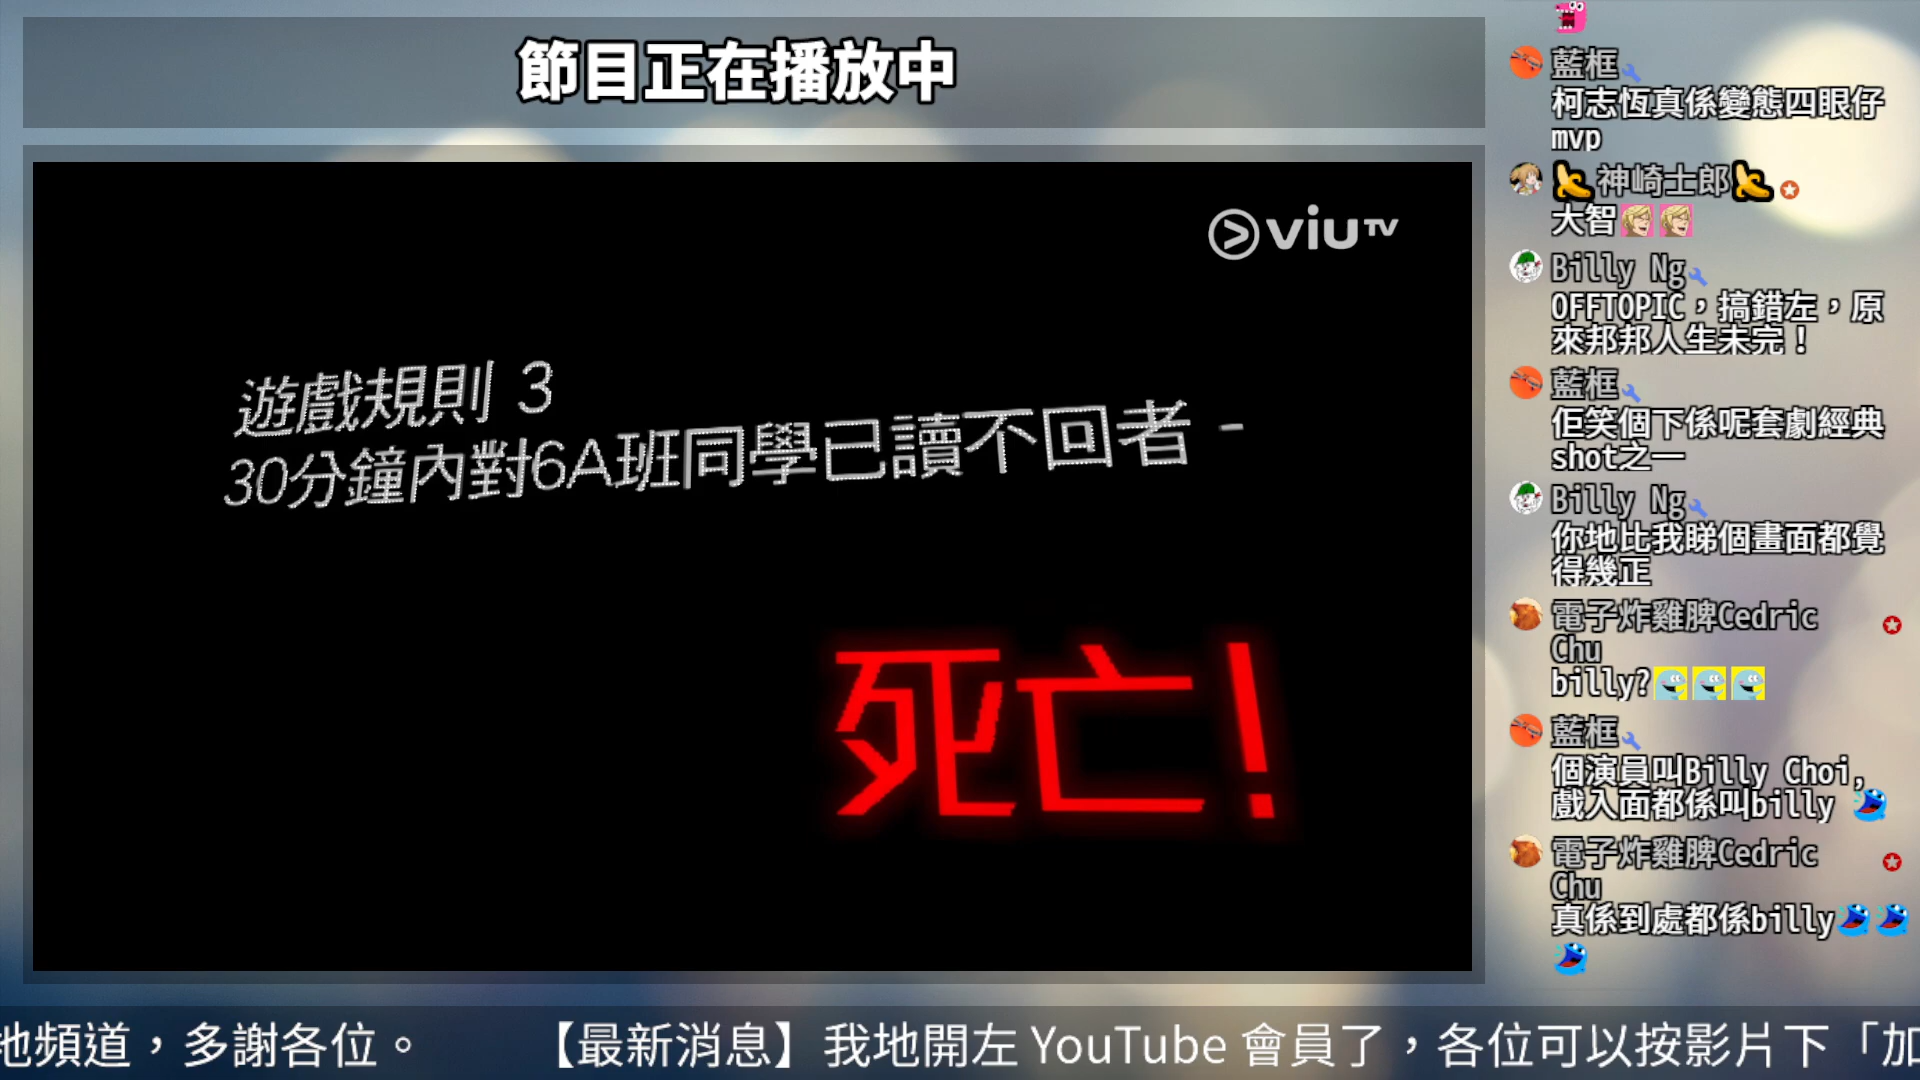 節目正在播放中
viuTV
遊戲規則 3
30分鐘內對6A班同學已讀不回者 -
死亡!
藍框
柯志恆真係變態四眼仔
mvp
神崎士郎
大智
Billy Ng
OFFTOPIC，搞錯左，原
來邦邦人生未完！
藍框
佢笑個下係呢套劇經典
shot之一
Billy Ng
你地比我睇個畫面都覺
得幾正
電子炸雞脾Cedric
Chu
billy?
藍框
個演員叫Billy Choi,
戲入面都係叫billy
電子炸雞脾Cedric
Chu
真係到處都係billy
地頻道，多謝各位。 【最新消息】我地開左 YouTube 會員了，各位可以按影片下「加